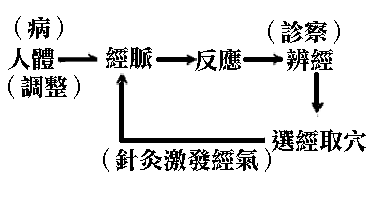 （病）
人體 經脈 反應 辨經
（診察）
（調整）
選經取穴
（針灸激發經氣）